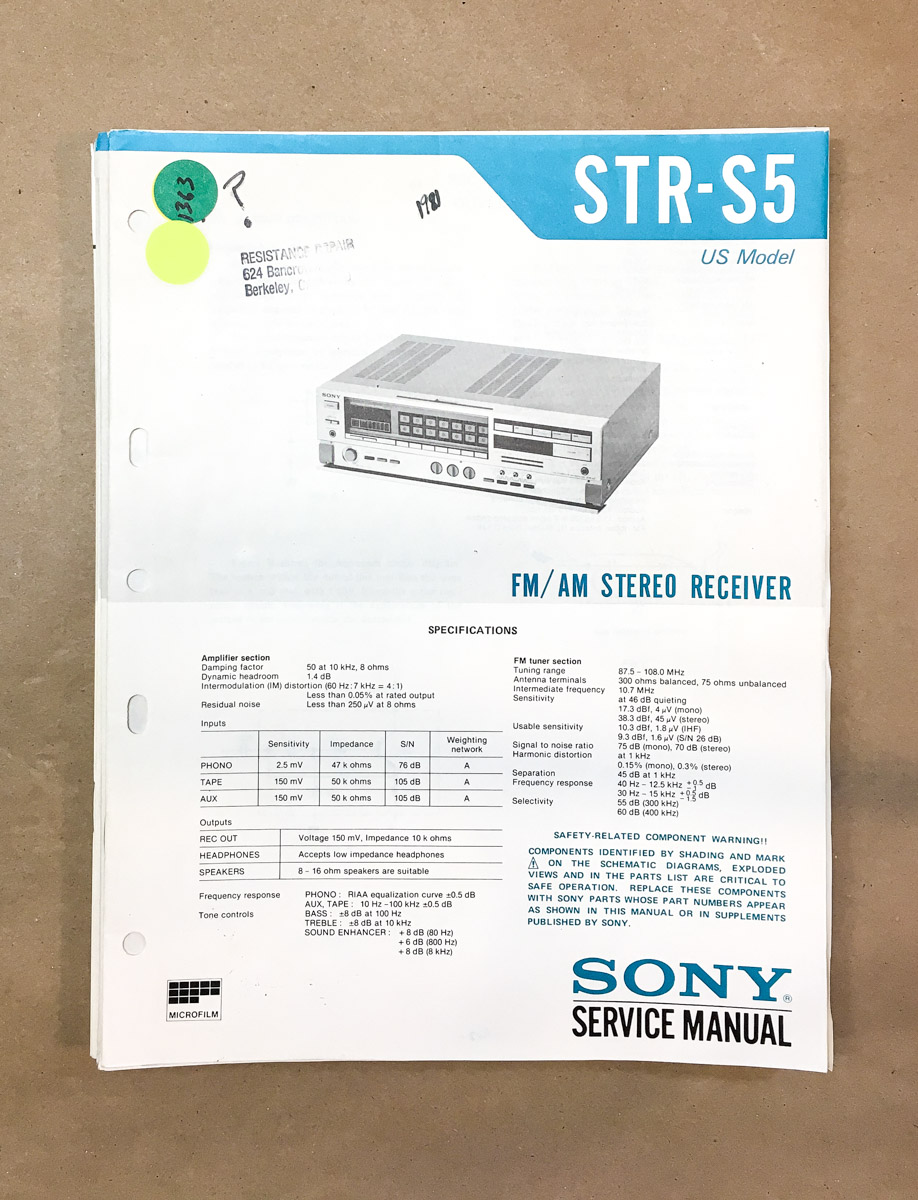 STR-S5
US Model
1363
?
1981
RESISTANCE REPAIR
624 Bancro
Berkeley, C
SONY
FM/AM STEREO RECEIVER
SPECIFICATIONS
Amplifier section
Damping factor 50 at 10 kHz, 8 ohms
Dynamic headroom 1.4 dB
Intermodulation (IM) distortion (60 Hz : 7 kHz = 4 : 1)
Less than 0.05% at rated output
Residual noise Less than 250 μV at 8 ohms
Inputs
Sensitivity Impedance S/N Weighting network
PHONO 2.5 mV 47 k ohms 76 dB A
TAPE 150 mV 50 k ohms 105 dB A
AUX 150 mV 50 k ohms 105 dB A
Outputs
REC OUT Voltage 150 mV, Impedance 10 k ohms
HEADPHONES Accepts low impedance headphones
SPEAKERS 8 – 16 ohm speakers are suitable
Frequency response PHONO : RIAA equalization curve ±0.5 dB
AUX, TAPE : 10 Hz –100 kHz ±0.5 dB
Tone controls BASS : ±8 dB at 100 Hz
TREBLE : ±8 dB at 10 kHz
SOUND ENHANCER : + 8 dB (80 Hz)
+ 6 dB (800 Hz)
+ 8 dB (8 kHz)
FM tuner section
Tuning range 87.5 – 108.0 MHz
Antenna terminals 300 ohms balanced, 75 ohms unbalanced
Intermediate frequency 10.7 MHz
Sensitivity at 46 dB quieting
17.3 dBf, 4 μV (mono)
38.3 dBf, 45 μV (stereo)
Usable sensitivity 10.3 dBf, 1.8 μV (IHF)
9.3 dBf, 1.6 μV (S/N 26 dB)
Signal to noise ratio 75 dB (mono), 70 dB (stereo)
Harmonic distortion at 1 kHz
0.15% (mono), 0.3% (stereo)
Separation 45 dB at 1 kHz
Frequency response 40 Hz – 12.5 kHz +0.5 −1 dB
30 Hz – 15 kHz +0.5 −1.5 dB
Selectivity 55 dB (300 kHz)
60 dB (400 kHz)
SAFETY-RELATED COMPONENT WARNING!!
COMPONENTS IDENTIFIED BY SHADING AND MARK
⚠ ON THE SCHEMATIC DIAGRAMS, EXPLODED
VIEWS AND IN THE PARTS LIST ARE CRITICAL TO
SAFE OPERATION. REPLACE THESE COMPONENTS
WITH SONY PARTS WHOSE PART NUMBERS APPEAR
AS SHOWN IN THIS MANUAL OR IN SUPPLEMENTS
PUBLISHED BY SONY.
MICROFILM
SONY®
SERVICE MANUAL